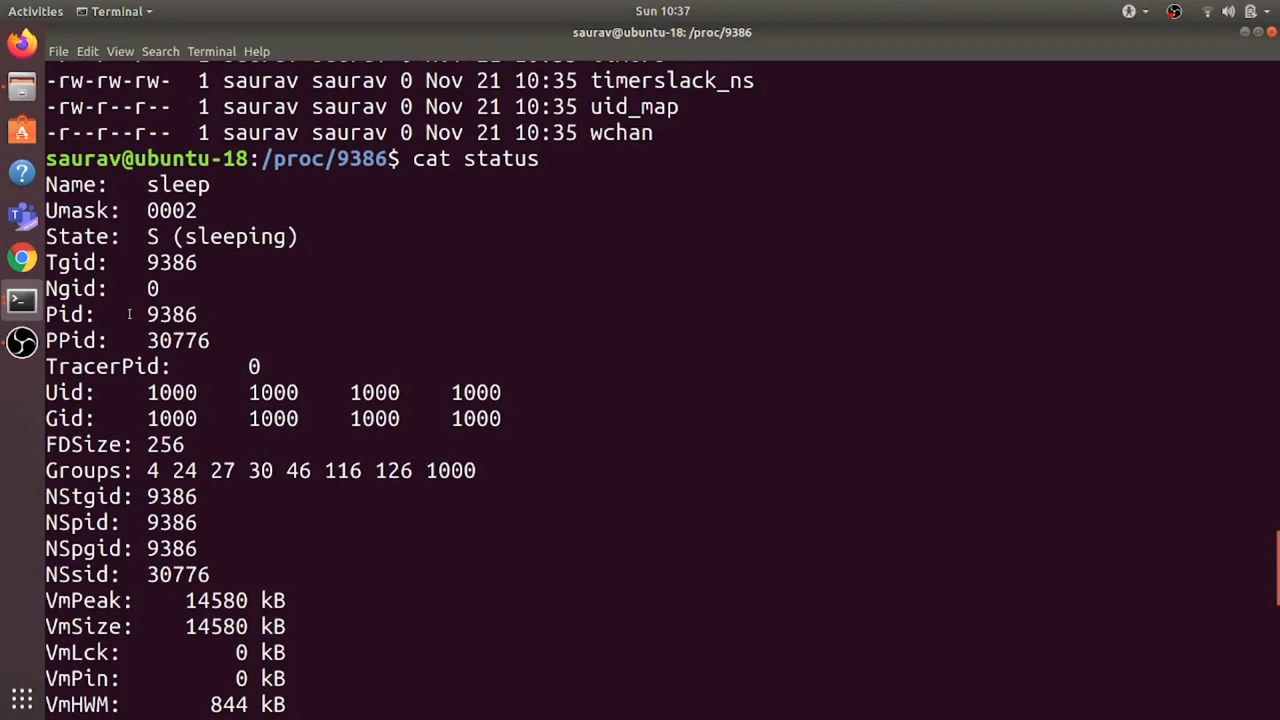 Activities Terminal Sun 10:37
saurav@ubuntu-18: /proc/9386
File Edit View Search Terminal Help
-rw-rw-rw- 1 saurav saurav 0 Nov 21 10:35 timerslack_ns
-rw-r--r-- 1 saurav saurav 0 Nov 21 10:35 uid_map
-r--r--r-- 1 saurav saurav 0 Nov 21 10:35 wchan
saurav@ubuntu-18:/proc/9386$ cat status
Name: sleep
Umask: 0002
State: S (sleeping)
Tgid: 9386
Ngid: 0
Pid: 9386
PPid: 30776
TracerPid: 0
Uid: 1000 1000 1000 1000
Gid: 1000 1000 1000 1000
FDSize: 256
Groups: 4 24 27 30 46 116 126 1000
NStgid: 9386
NSpid: 9386
NSpgid: 9386
NSsid: 30776
VmPeak: 14580 kB
VmSize: 14580 kB
VmLck: 0 kB
VmPin: 0 kB
VmHWM: 844 kB